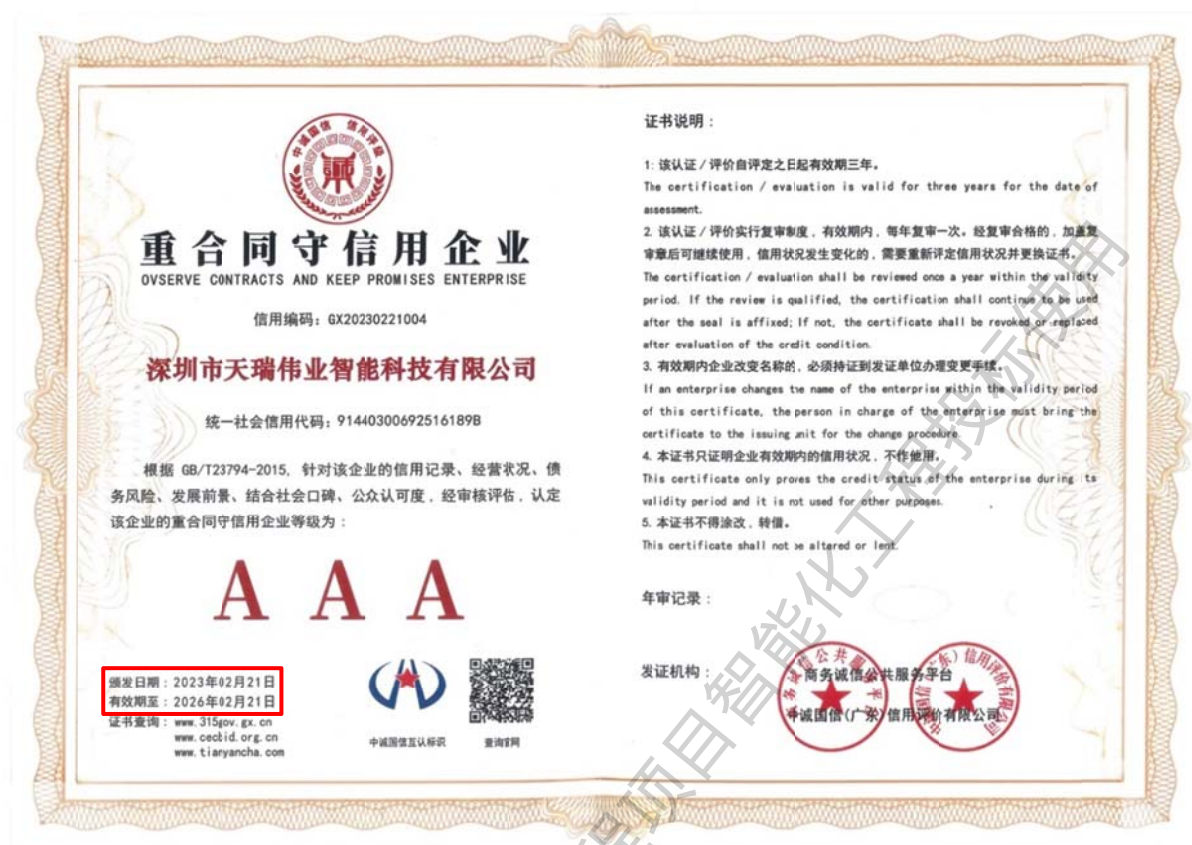 中诚国信 信用评级
重合同守信用企业
OVSERVE CONTRACTS AND KEEP PROMISES ENTERPRISE
信用编码：GX20230221004
深圳市天瑞伟业智能科技有限公司
统一社会信用代码：91440300692516189B
根据 GB/T23794-2015, 针对该企业的信用记录、经营状况、债
务风险、发展前景、结合社会口碑、公众认可度，经审核评估，认定
该企业的重合同守信用企业等级为：
A A A
颁发日期：2023年02月21日
有效期至：2026年02月21日
证书查询：www.315gov.gx.cn
www.cecbid.org.cn
www.tiaryancha.com
中诚国信互认标识
查询官网
证书说明：
1: 该认证 / 评价自评定之日起有效期三年。
The certification / evaluation is valid for three years for the date of
assessment.
2. 该认证 / 评价实行复审制度，有效期内，每年复审一次。经复审合格的，加盖复
审章后可继续使用，信用状况发生变化的，需要重新评定信用状况并更换证书。
The certification / evaluation shall be reviewed once a year within the validity
period. If the review is qualified, the certification shall continue to be used
after the seal is affixed; If not, the certificate shall be revoked or replaced
after evaluation of the credit condition.
3. 有效期内企业改变名称的，必须持证到发证单位办理变更手续。
If an enterprise changes the name of the enterprise within the validity period
of this certificate, the person in charge of the enterprise must bring the
certificate to the issuing unit for the change procedure.
4. 本证书只证明企业有效期内的信用状况，不作他用。
This certificate only proves the credit status of the enterprise during its
validity period and it is not used for other purposes.
5. 本证书不得涂改，转借。
This certificate shall not be altered or lent.
年审记录：
发证机构：
商务诚信公共服务平台
中诚国信(广东)信用评价有限公司
程项目智能化工程投标使用